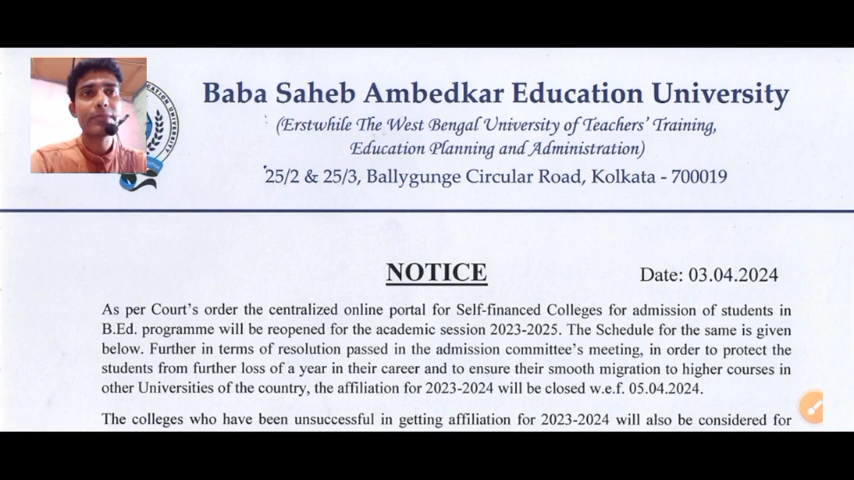 UCATION UNIVERSITY
Baba Saheb Ambedkar Education University
(Erstwhile The West Bengal University of Teachers' Training,
Education Planning and Administration)
25/2 & 25/3, Ballygunge Circular Road, Kolkata - 700019
NOTICE
Date: 03.04.2024
As per Court's order the centralized online portal for Self-financed Colleges for admission of students in
B.Ed. programme will be reopened for the academic session 2023-2025. The Schedule for the same is given
below. Further in terms of resolution passed in the admission committee's meeting, in order to protect the
students from further loss of a year in their career and to ensure their smooth migration to higher courses in
other Universities of the country, the affiliation for 2023-2024 will be closed w.e.f. 05.04.2024.
The colleges who have been unsuccessful in getting affiliation for 2023-2024 will also be considered for